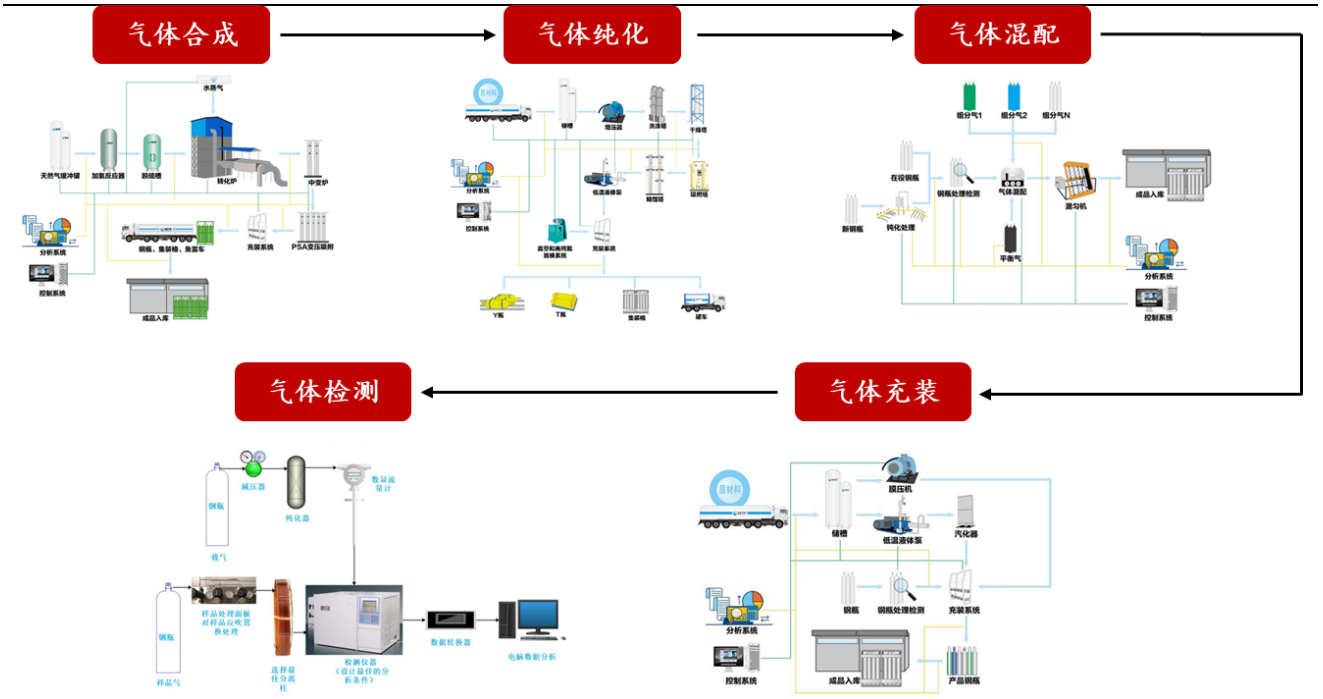 气体合成
气体纯化
气体混配
水蒸气
天然气缓冲罐
加氢反应器
脱硫槽
转化炉
中变炉
分析系统
钢瓶、集装格、鱼雷车
充装系统
PSA变压吸附
控制系统
成品入库
原材料
储槽
增压器
洗涤塔
干燥塔
分析系统
低温液体泵
精馏塔
吸附塔
控制系统
真空和高纯氮
置换系统
充装系统
Y瓶
T瓶
集装格
罐车
组分气1
组分气2
组分气N
在役钢瓶
钢瓶处理检测
气体混配
混匀机
成品入库
新钢瓶
钝化处理
平衡气
分析系统
控制系统
气体检测
气体充装
钢瓶
载气
减压器
纯化器
数显流
量计
钢瓶
样品气
样品处理面板
对样品反吹置
换处理
选择最
佳分离
柱
检测仪器
（设计最佳的分
析条件）
数据转换器
电脑数据分析
原材料
储槽
膜压机
低温液体泵
汽化器
钢瓶
钢瓶处理检测
充装系统
分析系统
控制系统
成品入库
产品钢瓶